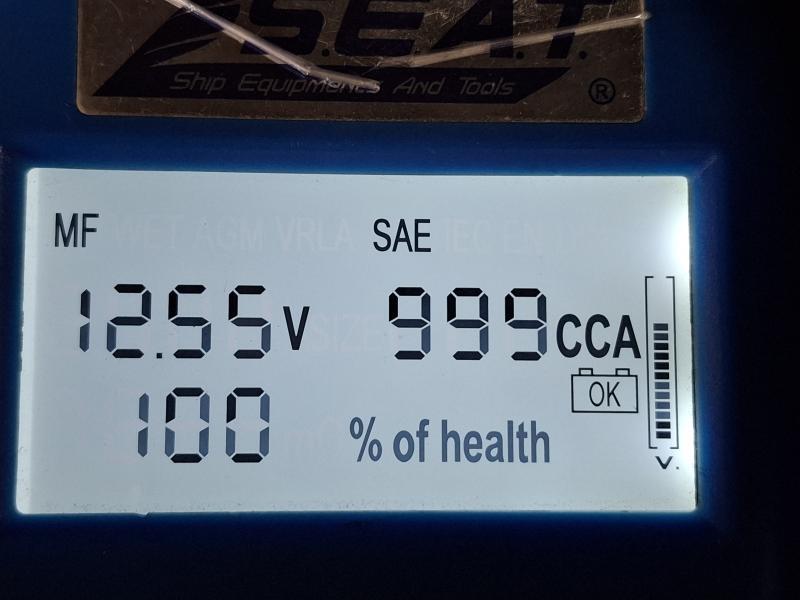 S.E.A.T.
Ship Equipments And Tools ®
MF SAE
12.55 V 999 CCA
OK
100 % of health
V.